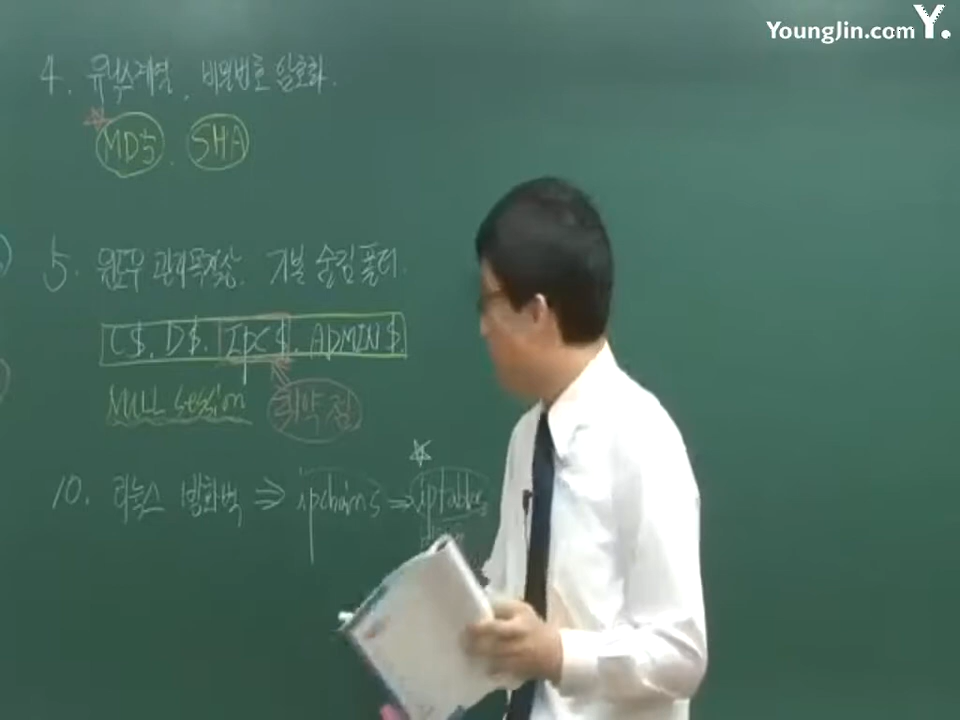 YoungJin.com Y.
4. 유닉스계열. 비밀번호 암호화.
MD5. SHA
5. 윈도우 관리목적상. 기본 숨김 폴더.
C$. D$. IPC$. ADMIN$
NULL session 취약점
10. 리눅스 방화벽 ⇒ ipchains ⇒ iptables